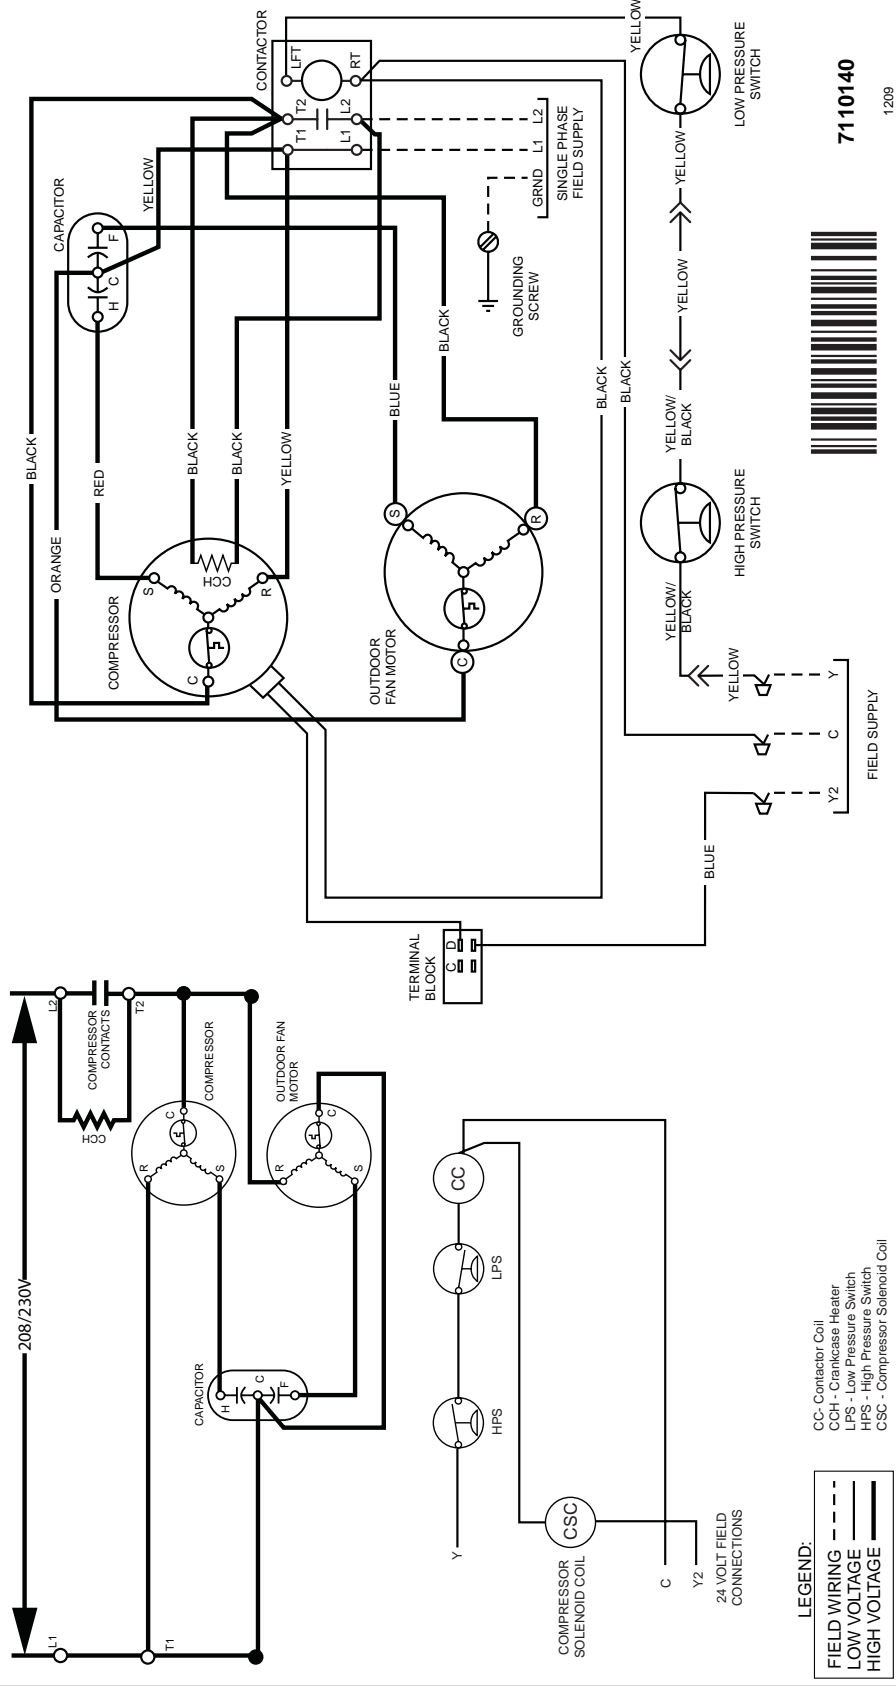 208/230V
L1
T1
L2
T2
COMPRESSOR
CONTACTS
CCH
COMPRESSOR
R
S
C
OUTDOOR FAN
MOTOR
R
S
C
CAPACITOR
H
C
F
Y
HPS
LPS
CC
COMPRESSOR
SOLENOID COIL
CSC
C
Y2
24 VOLT FIELD
CONNECTIONS
LEGEND:
FIELD WIRING
LOW VOLTAGE
HIGH VOLTAGE
CC- Contactor Coil
CCH - Crankcase Heater
LPS - Low Pressure Switch
HPS - High Pressure Switch
CSC - Compressor Solenoid Coil
BLACK
ORANGE
RED
CAPACITOR
H
C
F
YELLOW
COMPRESSOR
S
R
C
CCH
BLACK
BLACK
YELLOW
CONTACTOR
LFT
RT
T2
L2
T1
L1
OUTDOOR
FAN MOTOR
S
R
C
BLUE
BLACK
GRND
L1
L2
SINGLE PHASE
FIELD SUPPLY
GROUNDING
SCREW
TERMINAL
BLOCK
C
D
BLACK
BLACK
BLUE
YELLOW
YELLOW/
BLACK
HIGH PRESSURE
SWITCH
YELLOW/
BLACK
YELLOW
YELLOW
LOW PRESSURE
SWITCH
YELLOW
Y2
C
Y
FIELD SUPPLY
7110140
1209